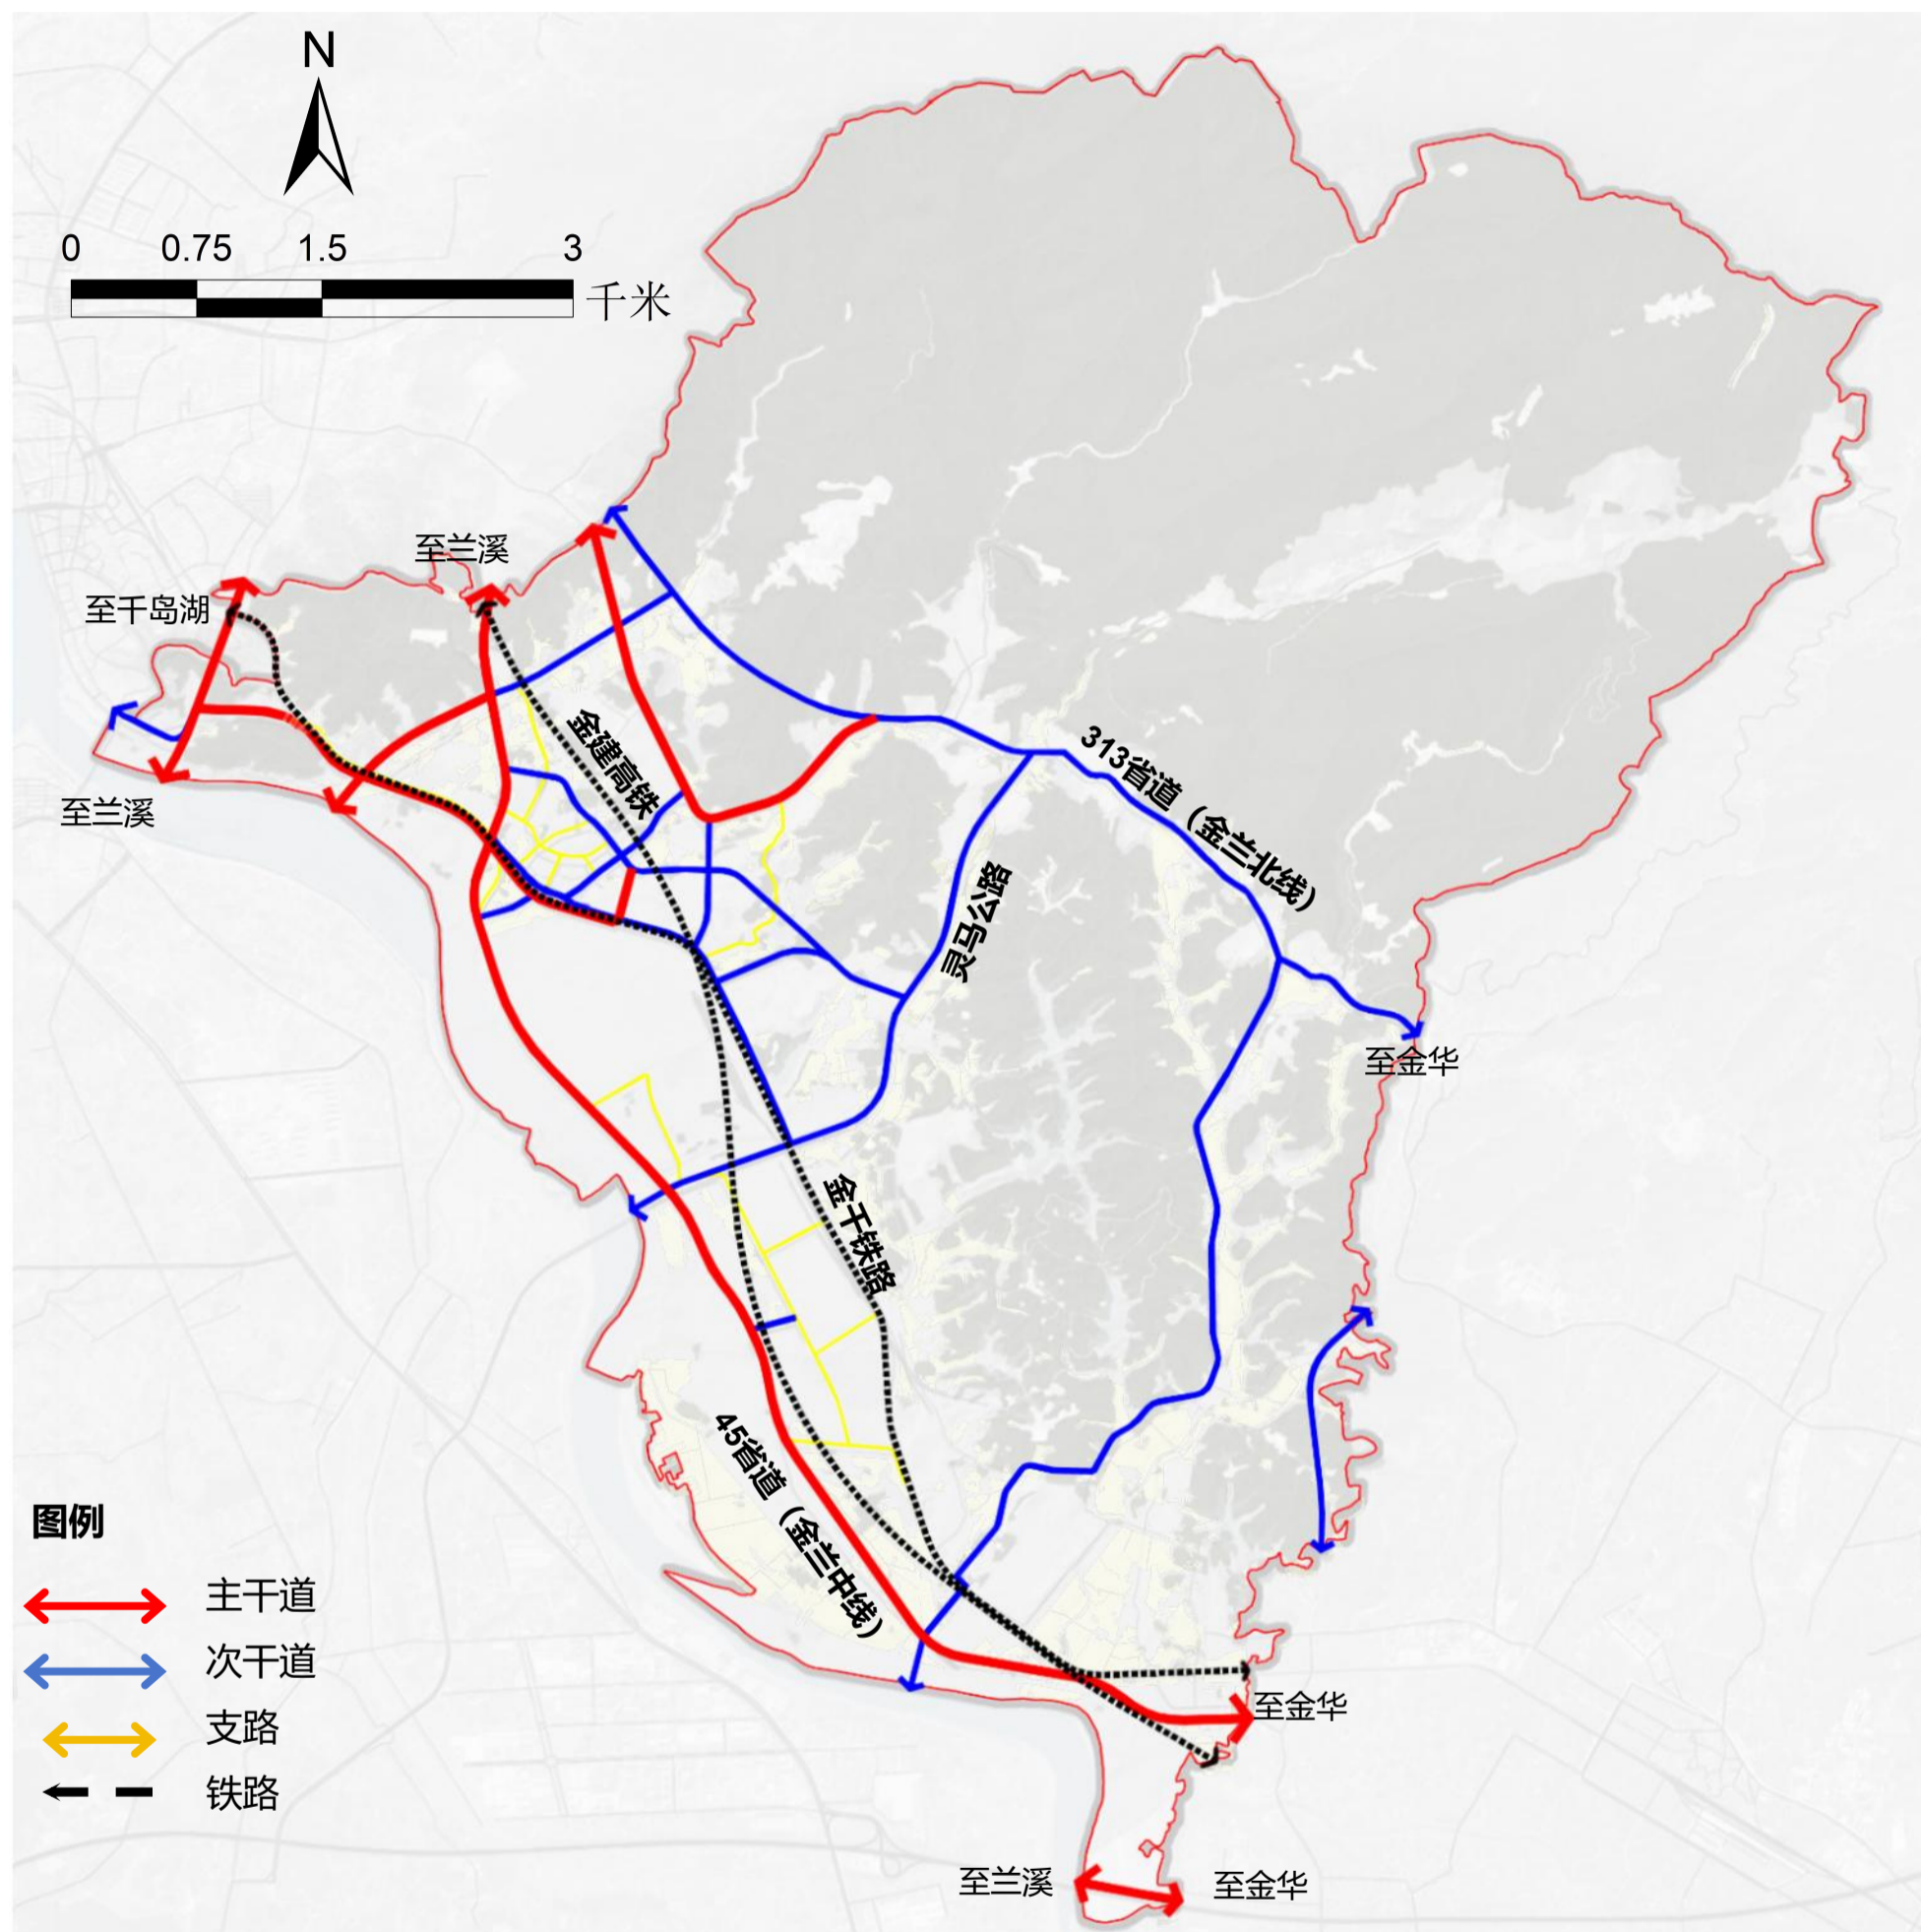 N
0 0.75 1.5 3
千米
至兰溪
至千岛湖
至兰溪
金建高铁
313省道（金兰北线）
灵马公路
至金华
金千铁路
45省道（金兰中线）
图例
主干道
次干道
支路
铁路
至金华
至兰溪
至金华